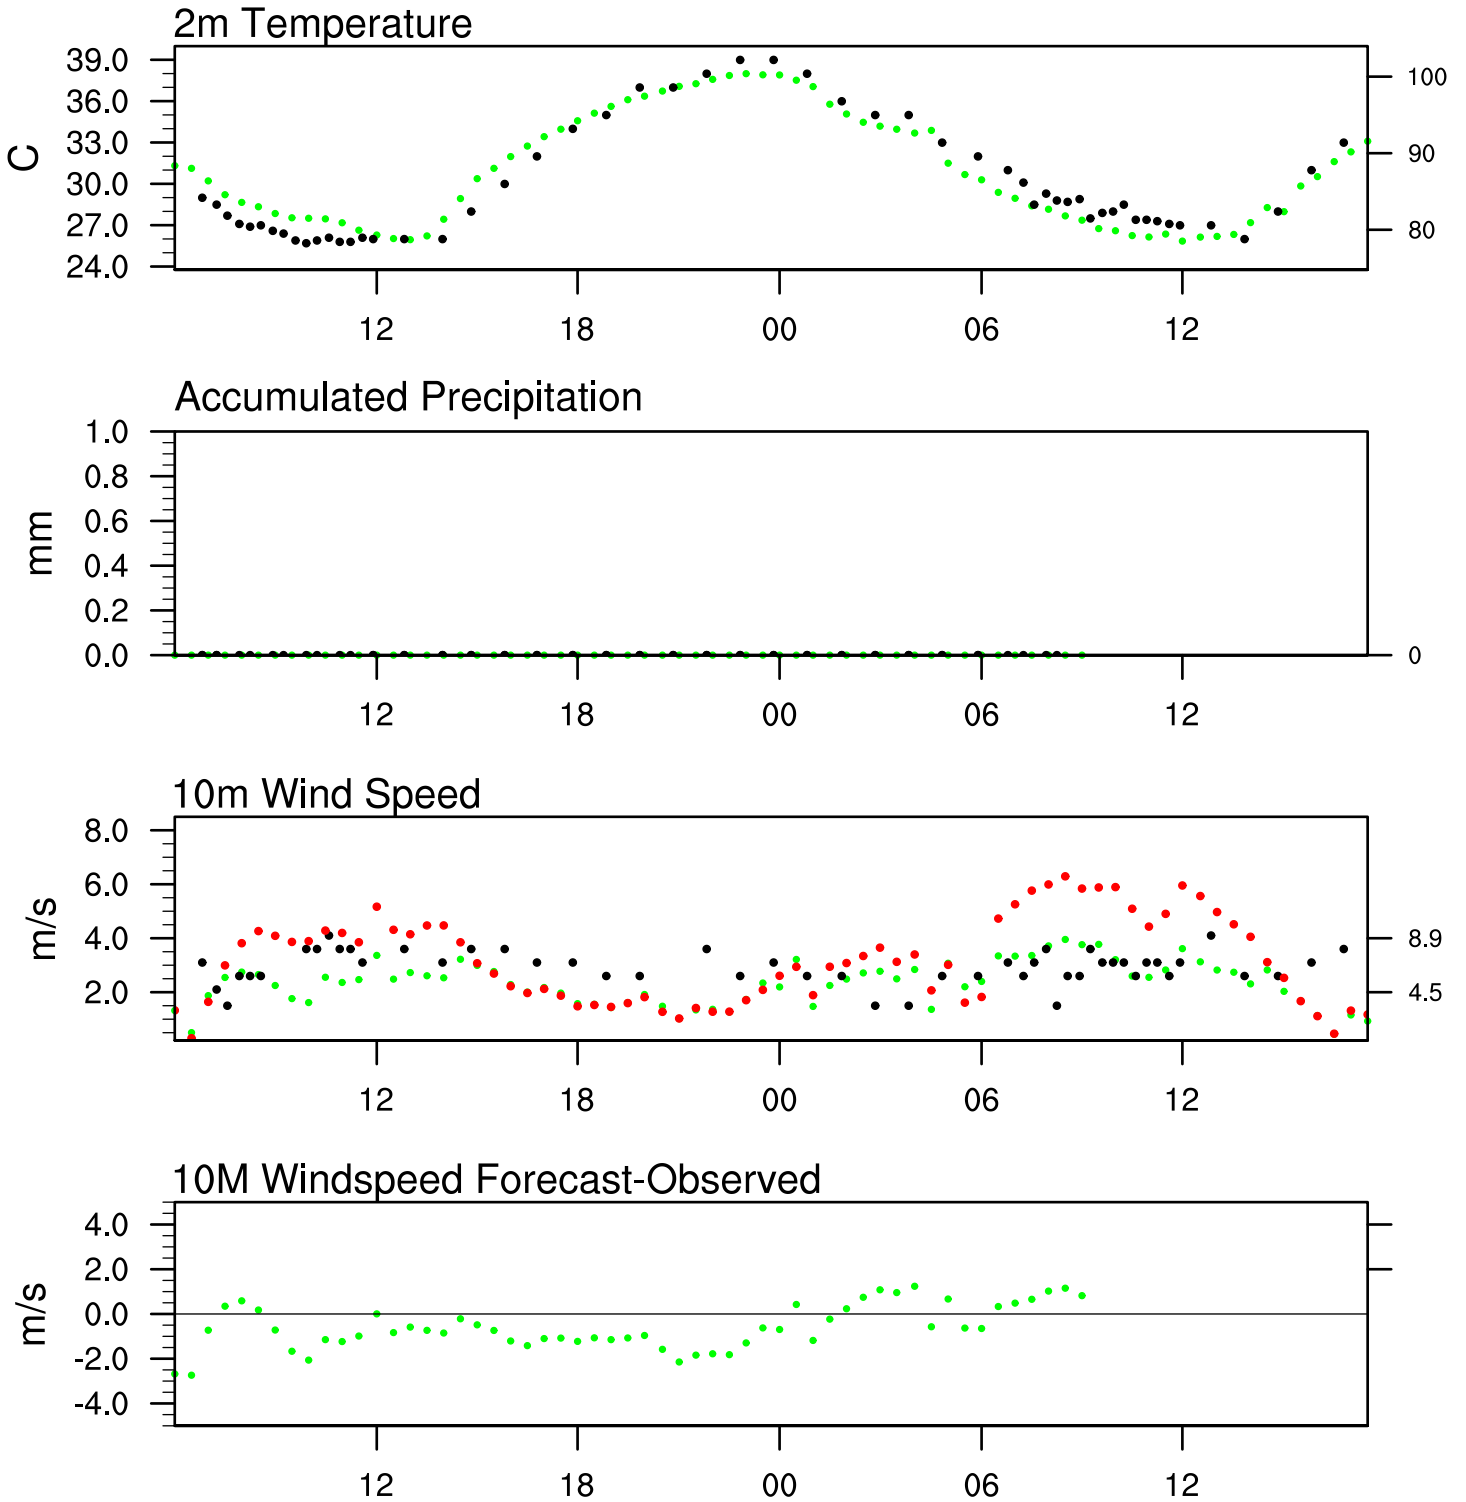 2m Temperature
39.0
36.0
33.0
30.0
27.0
24.0
C
100
90
80
12 18 00 06 12
Accumulated Precipitation
1.0
0.8
0.6
0.4
0.2
0.0
mm
0
12 18 00 06 12
10m Wind Speed
8.0
6.0
4.0
2.0
m/s
8.9
4.5
12 18 00 06 12
10M Windspeed Forecast-Observed
4.0
2.0
0.0
-2.0
-4.0
m/s
12 18 00 06 12